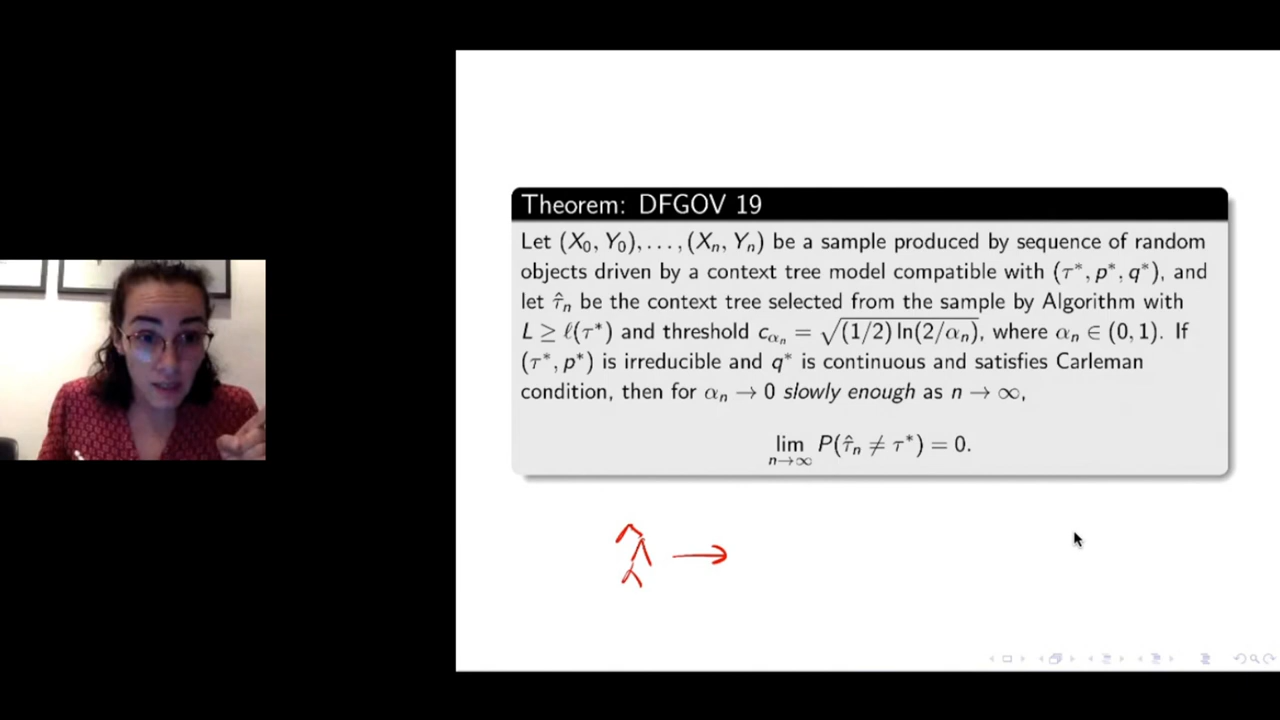 Theorem: DFGOV 19
Let (X₀, Y₀), . . . , (Xₙ, Yₙ) be a sample produced by sequence of random
objects driven by a context tree model compatible with (τ*, p*, q*), and
let τ̂ₙ be the context tree selected from the sample by Algorithm with
L ≥ ℓ(τ*) and threshold c_{αₙ} = √((1/2) ln(2/αₙ)), where αₙ ∈ (0, 1). If
(τ*, p*) is irreducible and q* is continuous and satisfies Carleman
condition, then for αₙ → 0 slowly enough as n → ∞,
lim_{n→∞} P(τ̂ₙ ≠ τ*) = 0.